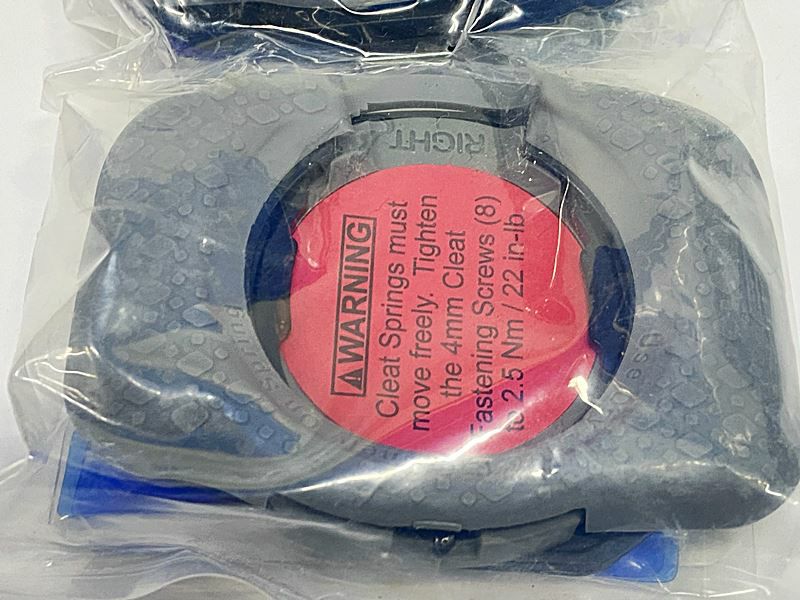 RIGHT
⚠WARNING
Cleat Springs must
move freely. Tighten
the 4mm Cleat
Fastening Screws (8)
to 2.5 Nm / 22 in-lb
Use